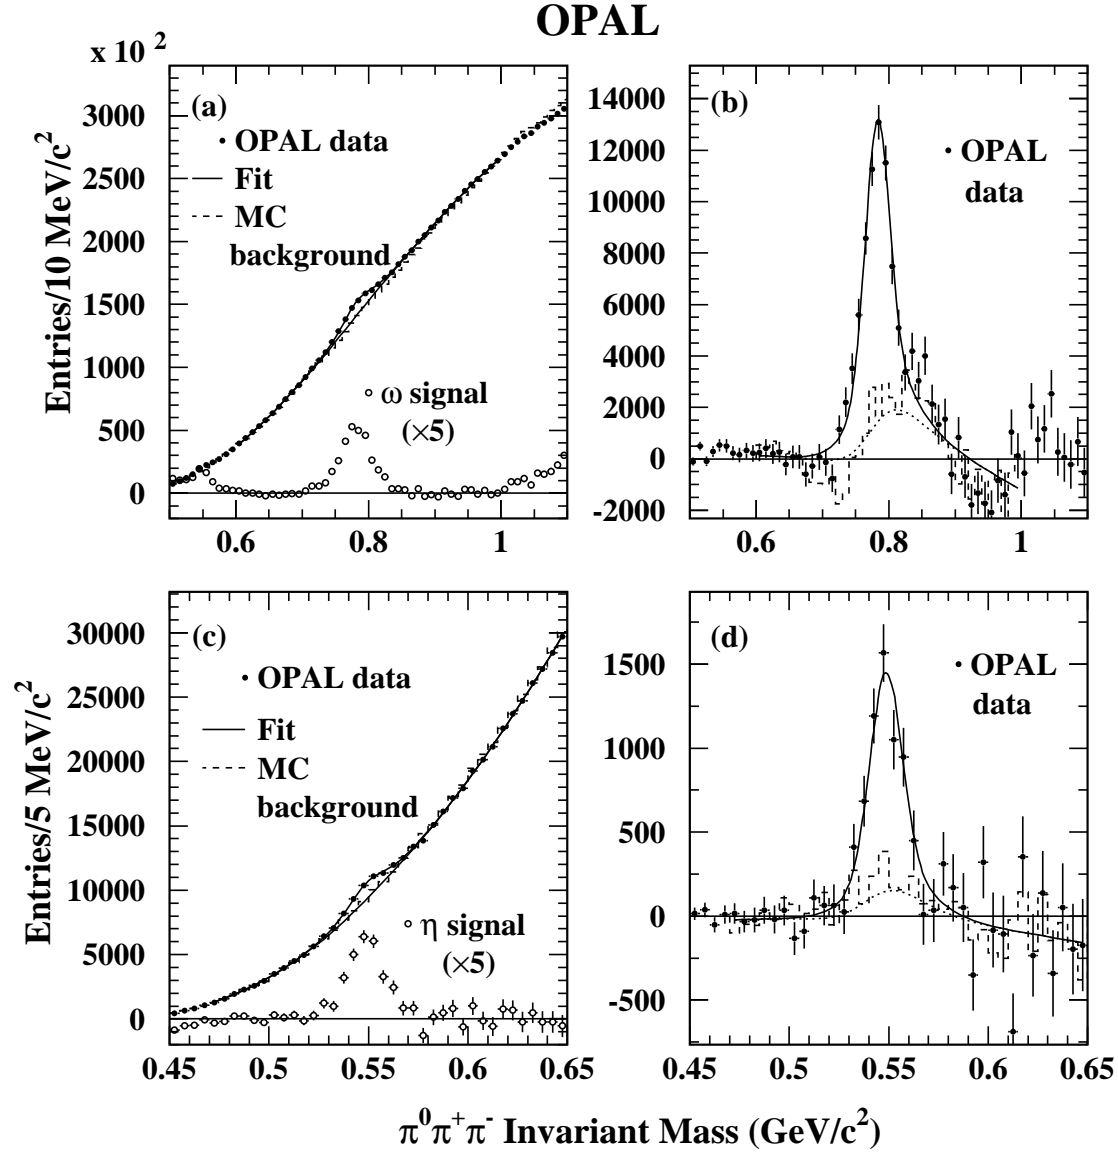 OPAL
x 10 2
(a)
OPAL data
Fit
MC
background
ω signal
(×5)
3000
2500
2000
1500
1000
500
0
0.6 0.8 1
Entries/10 MeV/c2
(b)
OPAL
data
14000
12000
10000
8000
6000
4000
2000
0
-2000
0.6 0.8 1
(c)
OPAL data
Fit
MC
background
η signal
(×5)
30000
25000
20000
15000
10000
5000
0
0.45 0.5 0.55 0.6 0.65
Entries/5 MeV/c2
(d)
OPAL
data
1500
1000
500
0
-500
0.45 0.5 0.55 0.6 0.65
π0π+π- Invariant Mass (GeV/c2)